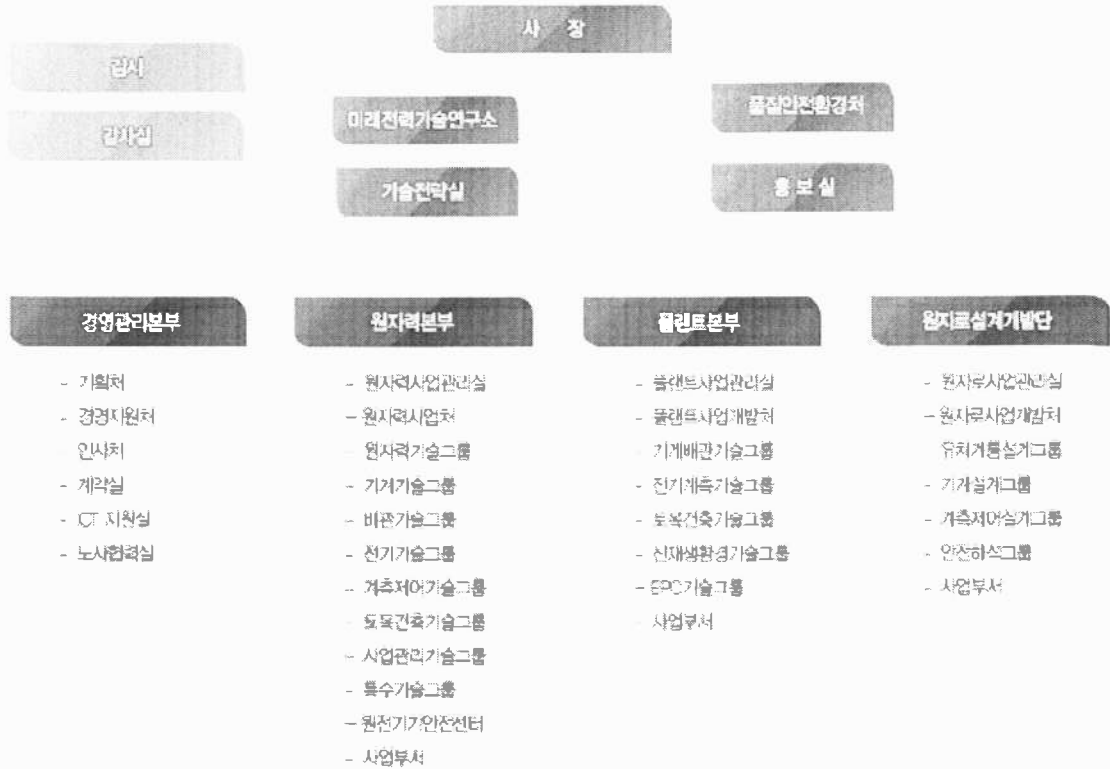 사 장
감사
감사실
미래전력기술연구소
품질안전환경처
기술전략실
홍보실
경영관리본부
- 기획처
- 경영지원처
인사처
- 계약실
- ICT 지원실
- 노사협력실
원자력본부
- 원자력사업관리실
- 원자력사업처
원자력기술그룹
- 기계기술그룹
- 배관기술그룹
- 전기기술그룹
- 계측제어기술그룹
토목건축기술그룹
- 사업관리기술그룹
- 특수기술그룹
- 원전기기안전센터
- 사업부서
플랜트본부
- 플랜트사업관리실
- 플랜트사업개발처
기계배관기술그룹
- 전기계측기술그룹
- 토목건축기술그룹
- 신재생환경기술그룹
- EPC기술그룹
사업부서
원자로설계개발단
- 원자로사업관리실
- 원자로사업개발처
유체계통설계그룹
- 기계설계그룹
- 계측제어설계그룹
- 안전해석그룹
- 사업부서